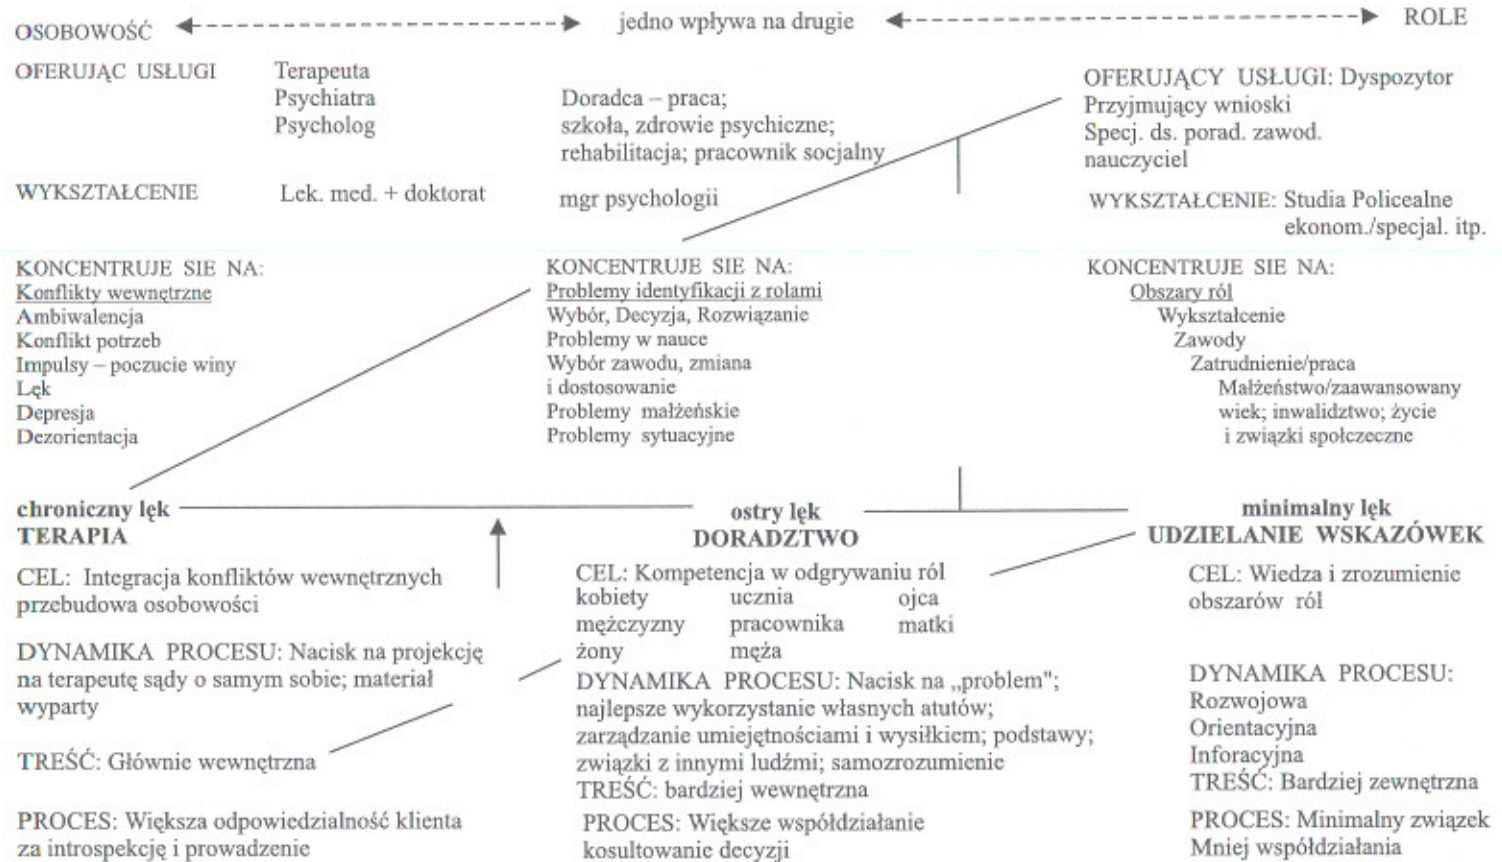 OSOBOWOŚĆ
jedno wpływa na drugie
ROLE
OFERUJĄC USŁUGI
Terapeuta
Psychiatra
Psycholog
Doradca – praca;
szkoła, zdrowie psychiczne;
rehabilitacja; pracownik socjalny
OFERUJĄCY USŁUGI: Dyspozytor
Przyjmujący wnioski
Specj. ds. porad. zawod.
nauczyciel
WYKSZTAŁCENIE
Lek. med. + doktorat
mgr psychologii
WYKSZTAŁCENIE: Studia Policealne
ekonom./specjal. itp.
KONCENTRUJE SIE NA:
Konflikty wewnętrzne
Ambiwalencja
Konflikt potrzeb
Impulsy – poczucie winy
Lęk
Depresja
Dezorientacja
KONCENTRUJE SIE NA:
Problemy identyfikacji z rolami
Wybór, Decyzja, Rozwiązanie
Problemy w nauce
Wybór zawodu, zmiana
i dostosowanie
Problemy małżeńskie
Problemy sytuacyjne
KONCENTRUJE SIE NA:
Obszary ról
Wykształcenie
Zawody
Zatrudnienie/praca
Małżeństwo/zaawansowany
wiek; inwalidztwo; życie
i związki społeczne
chroniczny lęk
TERAPIA
CEL: Integracja konfliktów wewnętrznych
przebudowa osobowości
DYNAMIKA PROCESU: Nacisk na projekcję
na terapeutę sądy o samym sobie; materiał
wyparty
TREŚĆ: Głównie wewnętrzna
PROCES: Większa odpowiedzialność klienta
za introspekcję i prowadzenie
ostry lęk
DORADZTWO
CEL: Kompetencja w odgrywaniu ról
kobiety ucznia ojca
mężczyzny pracownika matki
żony męża
DYNAMIKA PROCESU: Nacisk na „problem";
najlepsze wykorzystanie własnych atutów;
zarządzanie umiejętnościami i wysiłkiem; podstawy;
związki z innymi ludźmi; samozrozumienie
TREŚĆ: bardziej wewnętrzna
PROCES: Większe współdziałanie
kosultowanie decyzji
minimalny lęk
UDZIELANIE WSKAZÓWEK
CEL: Wiedza i zrozumienie
obszarów ról
DYNAMIKA PROCESU:
Rozwojowa
Orientacyjna
Inforacyjna
TREŚĆ: Bardziej zewnętrzna
PROCES: Minimalny związek
Mniej współdziałania